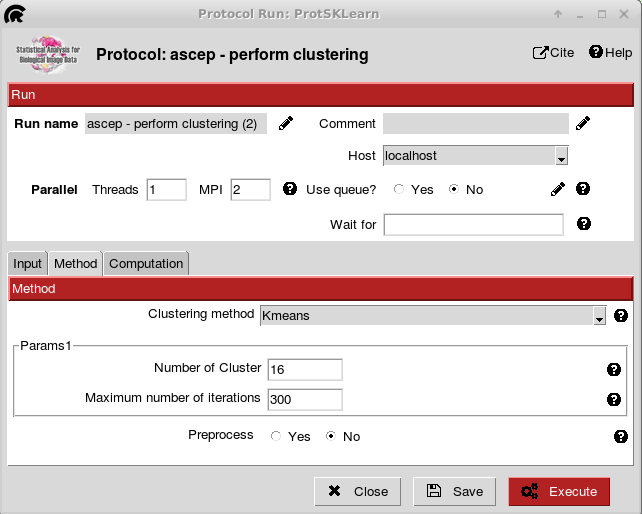 Protocol Run: ProtSKLearn
Statistical Analysis for
Biological Image Data
Protocol: ascep - perform clustering
Cite Help
Run
Run name ascep - perform clustering (2) Comment
Host localhost
Parallel Threads 1 MPI 2 Use queue? Yes No
Wait for
Input Method Computation
Method
Clustering method Kmeans
Params1
Number of Cluster 16
Maximum number of iterations 300
Preprocess Yes No
Close Save Execute